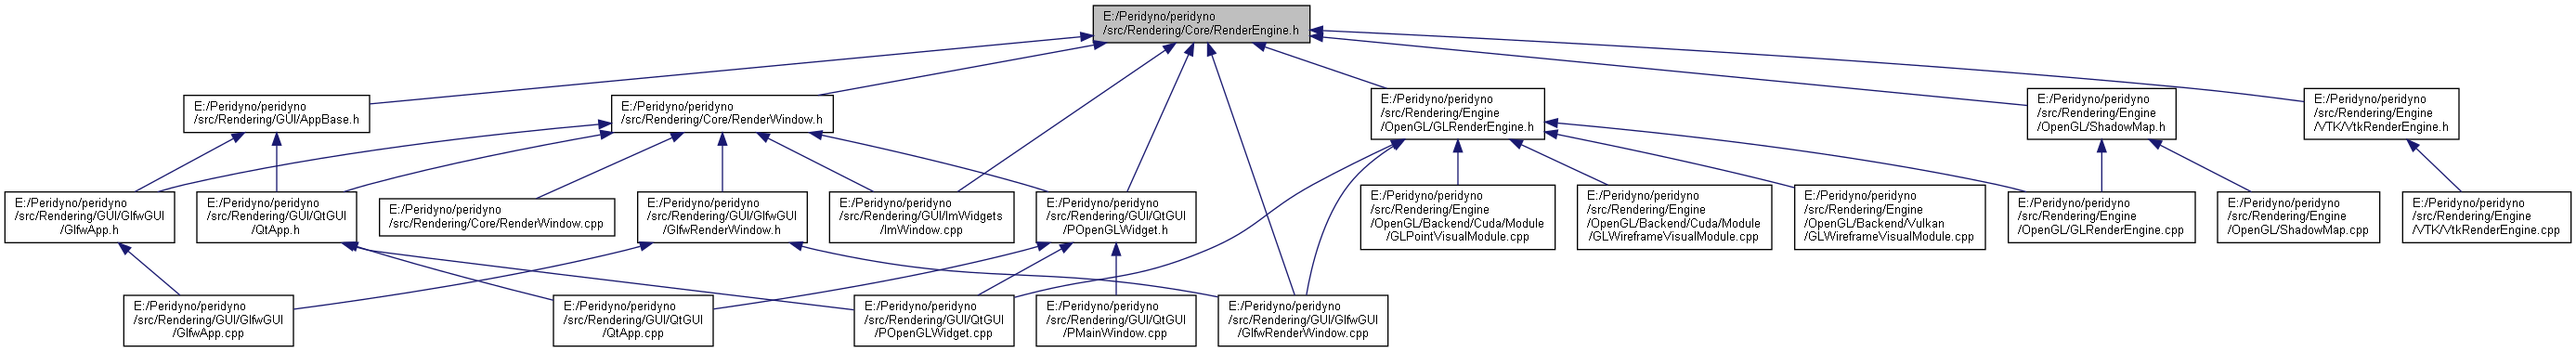 E:/Peridyno/peridyno
/src/Rendering/Core/RenderEngine.h
E:/Peridyno/peridyno
/src/Rendering/GUI/AppBase.h
E:/Peridyno/peridyno
/src/Rendering/Core/RenderWindow.h
E:/Peridyno/peridyno
/src/Rendering/Engine
/OpenGL/GLRenderEngine.h
E:/Peridyno/peridyno
/src/Rendering/Engine
/OpenGL/ShadowMap.h
E:/Peridyno/peridyno
/src/Rendering/Engine
/VTK/VtkRenderEngine.h
E:/Peridyno/peridyno
/src/Rendering/GUI/GlfwGUI
/GlfwApp.h
E:/Peridyno/peridyno
/src/Rendering/GUI/QtGUI
/QtApp.h
E:/Peridyno/peridyno
/src/Rendering/Core/RenderWindow.cpp
E:/Peridyno/peridyno
/src/Rendering/GUI/GlfwGUI
/GlfwRenderWindow.h
E:/Peridyno/peridyno
/src/Rendering/GUI/ImWidgets
/ImWindow.cpp
E:/Peridyno/peridyno
/src/Rendering/GUI/QtGUI
/POpenGLWidget.h
E:/Peridyno/peridyno
/src/Rendering/Engine
/OpenGL/Backend/Cuda/Module
/GLPointVisualModule.cpp
E:/Peridyno/peridyno
/src/Rendering/Engine
/OpenGL/Backend/Cuda/Module
/GLWireframeVisualModule.cpp
E:/Peridyno/peridyno
/src/Rendering/Engine
/OpenGL/Backend/Vulkan
/GLWireframeVisualModule.cpp
E:/Peridyno/peridyno
/src/Rendering/Engine
/OpenGL/GLRenderEngine.cpp
E:/Peridyno/peridyno
/src/Rendering/Engine
/OpenGL/ShadowMap.cpp
E:/Peridyno/peridyno
/src/Rendering/Engine
/VTK/VtkRenderEngine.cpp
E:/Peridyno/peridyno
/src/Rendering/GUI/GlfwGUI
/GlfwApp.cpp
E:/Peridyno/peridyno
/src/Rendering/GUI/QtGUI
/QtApp.cpp
E:/Peridyno/peridyno
/src/Rendering/GUI/QtGUI
/POpenGLWidget.cpp
E:/Peridyno/peridyno
/src/Rendering/GUI/QtGUI
/PMainWindow.cpp
E:/Peridyno/peridyno
/src/Rendering/GUI/GlfwGUI
/GlfwRenderWindow.cpp